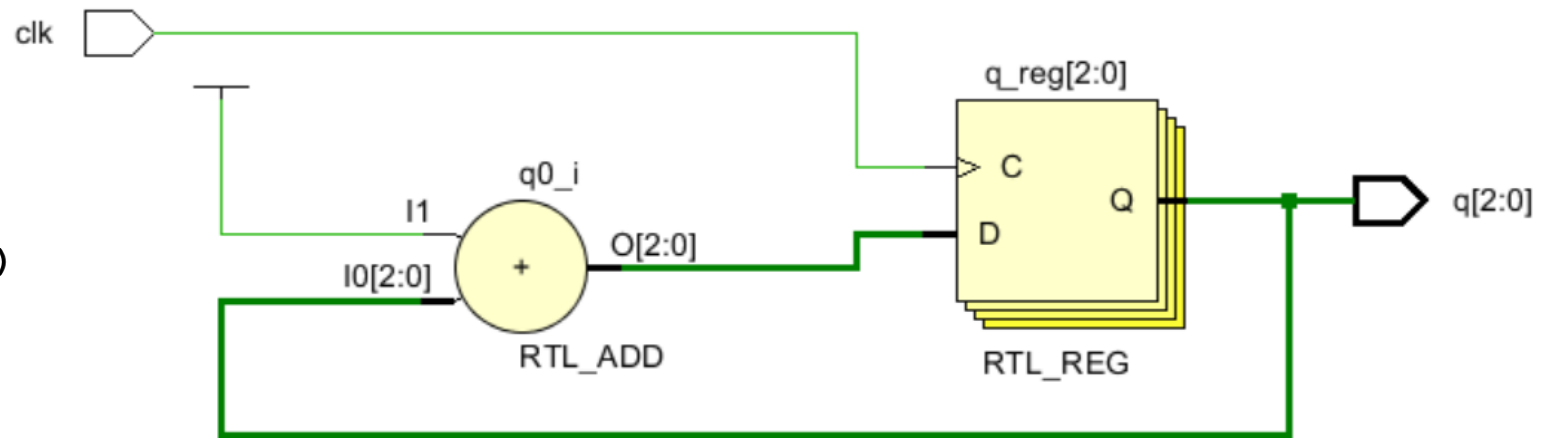 clk
q_reg[2:0]
C
q0_i
Q
q[2:0]
I1
D
O[2:0]
)
I0[2:0]
+
RTL_ADD
RTL_REG